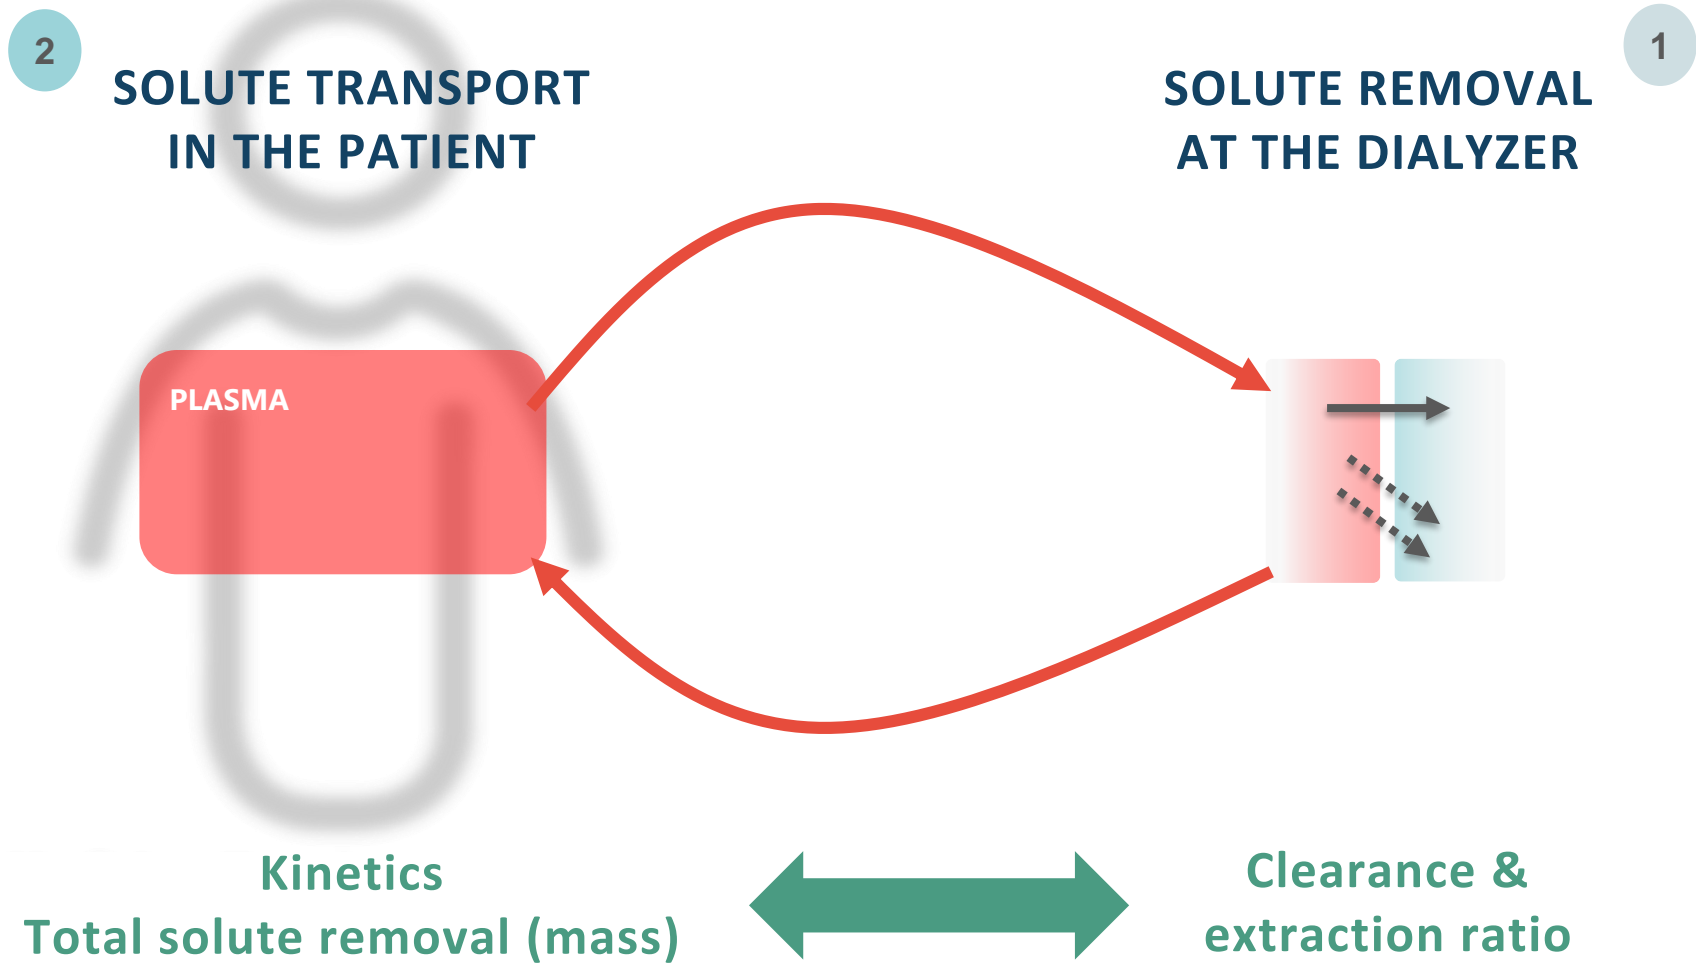 2
SOLUTE TRANSPORT
IN THE PATIENT
PLASMA
Kinetics
Total solute removal (mass)
1
SOLUTE REMOVAL
AT THE DIALYZER
Clearance &
extraction ratio